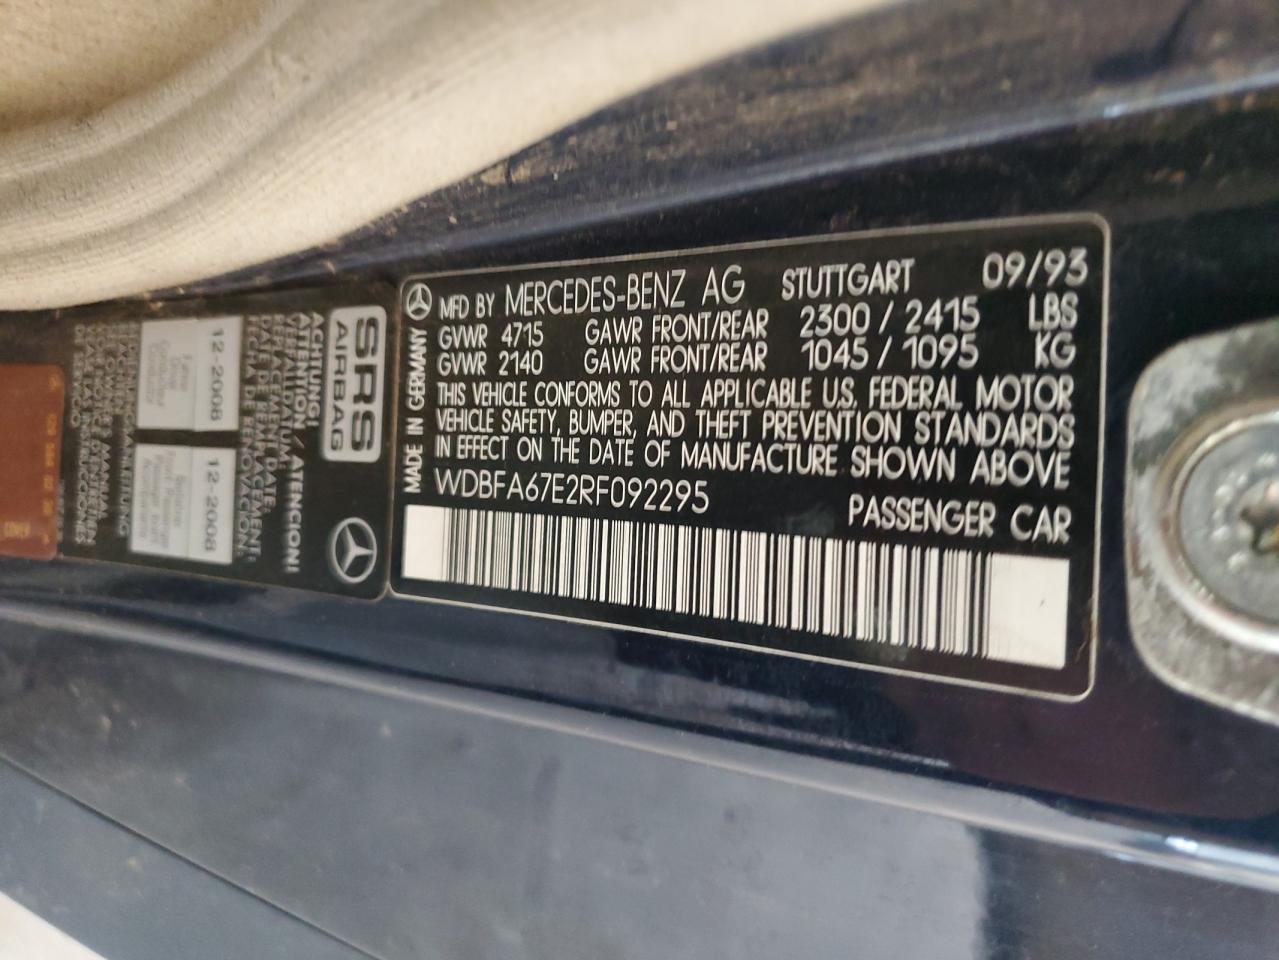 MFD BY MERCEDES-BENZ AG STUTTGART 09/93
GVWR 4715 GAWR FRONT/REAR 2300 / 2415 LBS
GVWR 2140 GAWR FRONT/REAR 1045 / 1095 KG
THIS VEHICLE CONFORMS TO ALL APPLICABLE U.S. FEDERAL MOTOR
VEHICLE SAFETY, BUMPER, AND THEFT PREVENTION STANDARDS
IN EFFECT ON THE DATE OF MANUFACTURE SHOWN ABOVE
WDBFA67E2RF092295 PASSENGER CAR
MADE IN GERMANY
SRS
AIRBAG
ACHTUNG! ATTENTION / ATENCION!
12-2008
12-2008